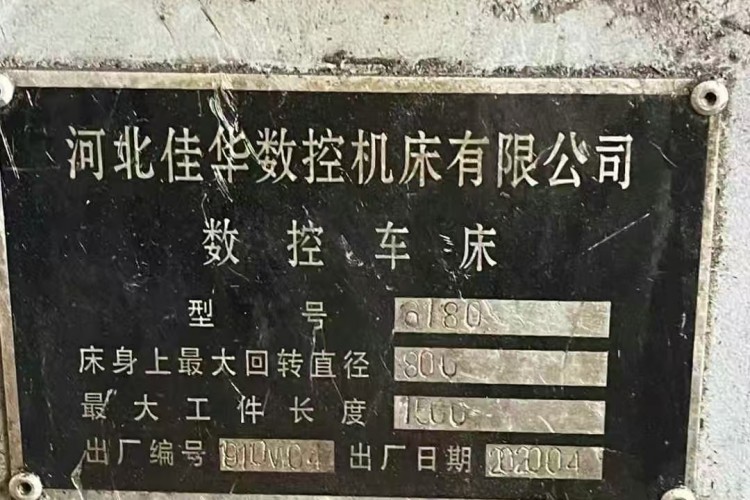 河北佳华数控机床有限公司
数控车床
型号 6180
床身上最大回转直径 800
最大工件长度 1500
出厂编号
出厂日期 202004